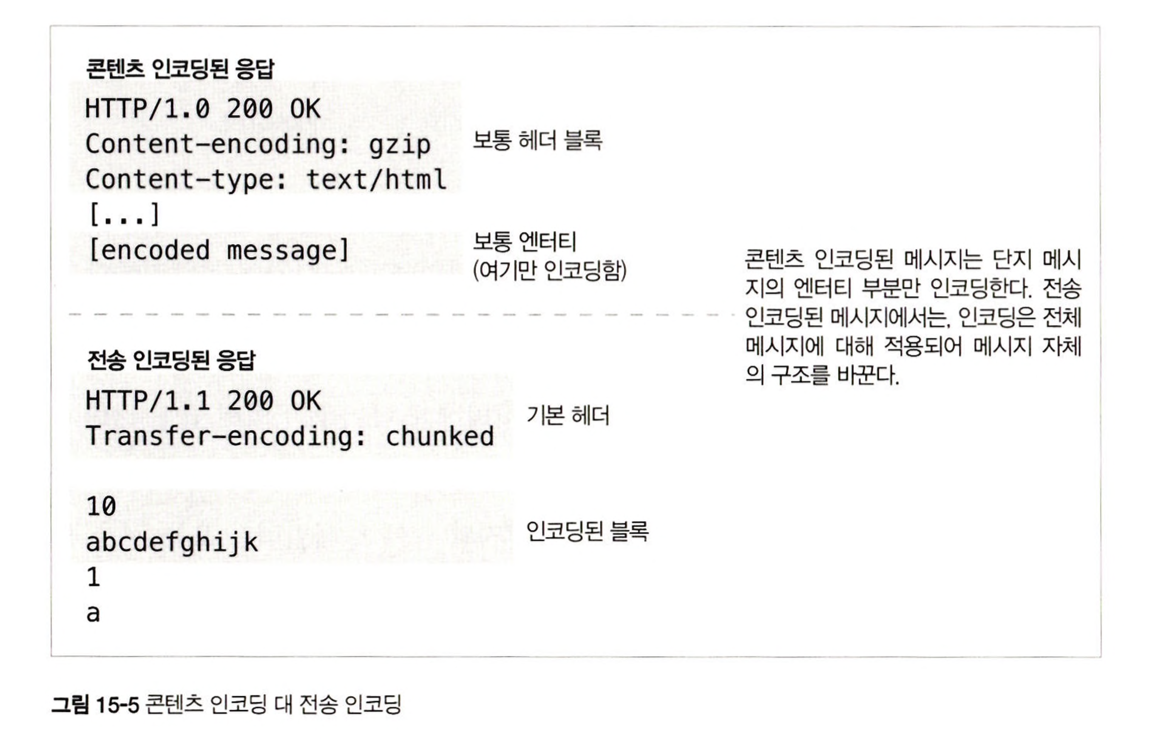 콘텐츠 인코딩된 응답
HTTP/1.0 200 OK
Content-encoding: gzip
Content-type: text/html
보통 헤더 블록
[...]
[encoded message]
보통 엔터티
(여기만 인코딩함)
콘텐츠 인코딩된 메시지는 단지 메시
지의 엔터티 부분만 인코딩한다. 전송
인코딩된 메시지에서는, 인코딩은 전체
메시지에 대해 적용되어 메시지 자체
의 구조를 바꾼다.
전송 인코딩된 응답
HTTP/1.1 200 OK
Transfer-encoding: chunked
기본 헤더
10
abcdefghijk
인코딩된 블록
1
a
그림 15-5 콘텐츠 인코딩 대 전송 인코딩